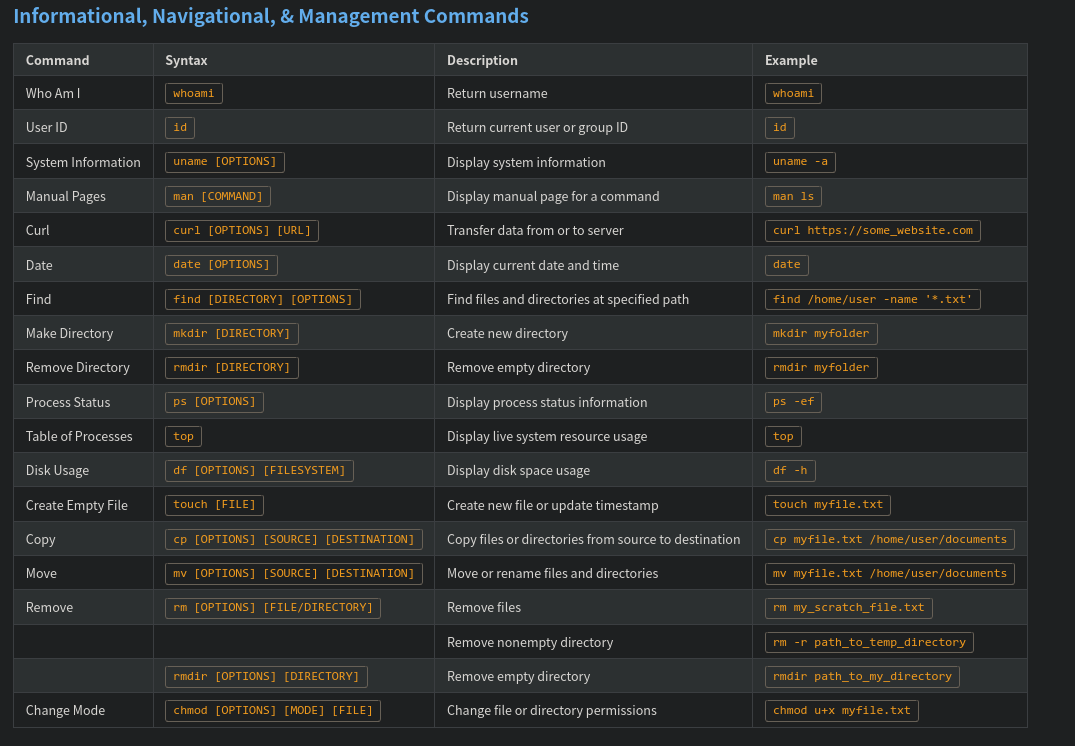 Informational, Navigational, & Management Commands
Command Syntax Description Example
Who Am I whoami Return username whoami
User ID id Return current user or group ID id
System Information uname [OPTIONS] Display system information uname -a
Manual Pages man [COMMAND] Display manual page for a command man ls
Curl curl [OPTIONS] [URL] Transfer data from or to server curl https://some_website.com
Date date [OPTIONS] Display current date and time date
Find find [DIRECTORY] [OPTIONS] Find files and directories at specified path find /home/user -name '*.txt'
Make Directory mkdir [DIRECTORY] Create new directory mkdir myfolder
Remove Directory rmdir [DIRECTORY] Remove empty directory rmdir myfolder
Process Status ps [OPTIONS] Display process status information ps -ef
Table of Processes top Display live system resource usage top
Disk Usage df [OPTIONS] [FILESYSTEM] Display disk space usage df -h
Create Empty File touch [FILE] Create new file or update timestamp touch myfile.txt
Copy cp [OPTIONS] [SOURCE] [DESTINATION] Copy files or directories from source to destination cp myfile.txt /home/user/documents
Move mv [OPTIONS] [SOURCE] [DESTINATION] Move or rename files and directories mv myfile.txt /home/user/documents
Remove rm [OPTIONS] [FILE/DIRECTORY] Remove files rm my_scratch_file.txt
Remove nonempty directory rm -r path_to_temp_directory
rmdir [OPTIONS] [DIRECTORY] Remove empty directory rmdir path_to_my_directory
Change Mode chmod [OPTIONS] [MODE] [FILE] Change file or directory permissions chmod u+x myfile.txt